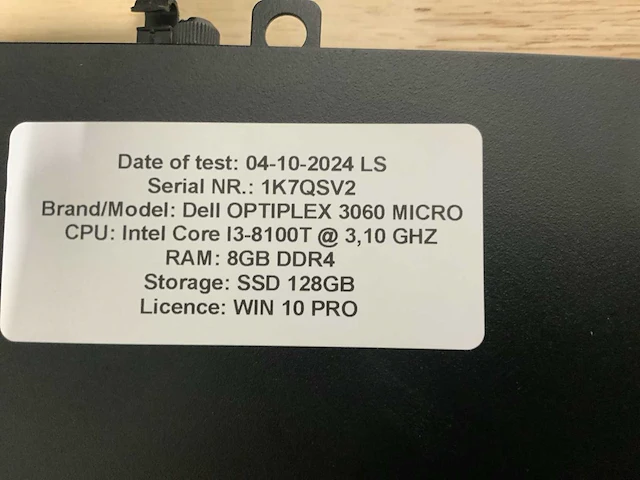 Date of test: 04-10-2024 LS
Serial NR.: 1K7QSV2
Brand/Model: Dell OPTIPLEX 3060 MICRO
CPU: Intel Core I3-8100T @ 3,10 GHZ
RAM: 8GB DDR4
Storage: SSD 128GB
Licence: WIN 10 PRO